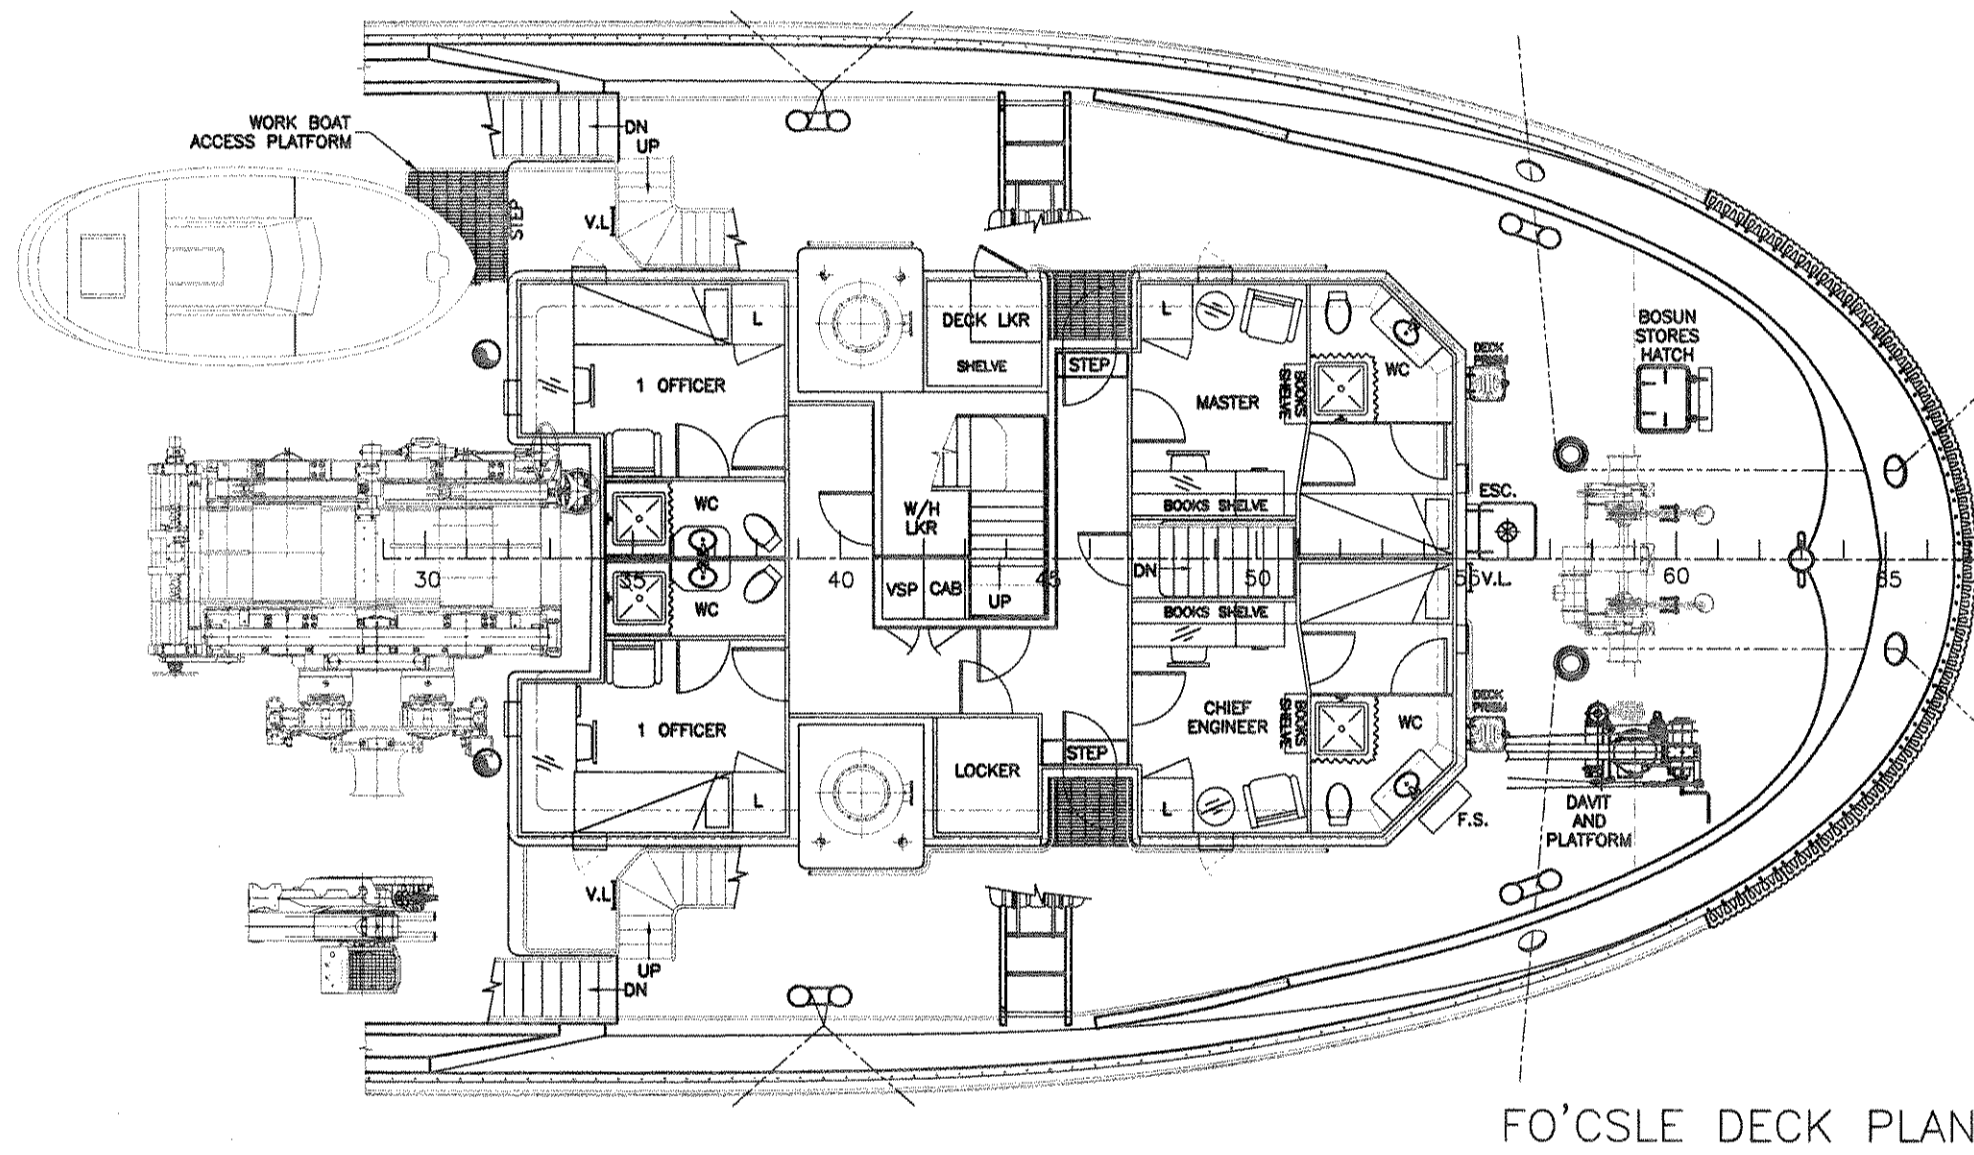 WORK BOAT
ACCESS PLATFORM
DN
UP
STEP
V.L
L
DECK LKR
SHELVE
STEP
L
BOSUN
STORES
HATCH
DECK
PRISM
1 OFFICER
MASTER
BOOKS
SHELVE
WC
WC
W/H
LKR
BOOKS SHELVE
ESC.
30
35
40
45
50
55
60
65
DN
V.L.
VSP
CAB
UP
WC
BOOKS SHELVE
1 OFFICER
CHIEF
ENGINEER
BOOKS
SHELVE
WC
DECK
PRISM
STEP
LOCKER
L
L
F.S.
DAVIT
AND
PLATFORM
V.L
UP
DN
FO'CSLE DECK PLAN